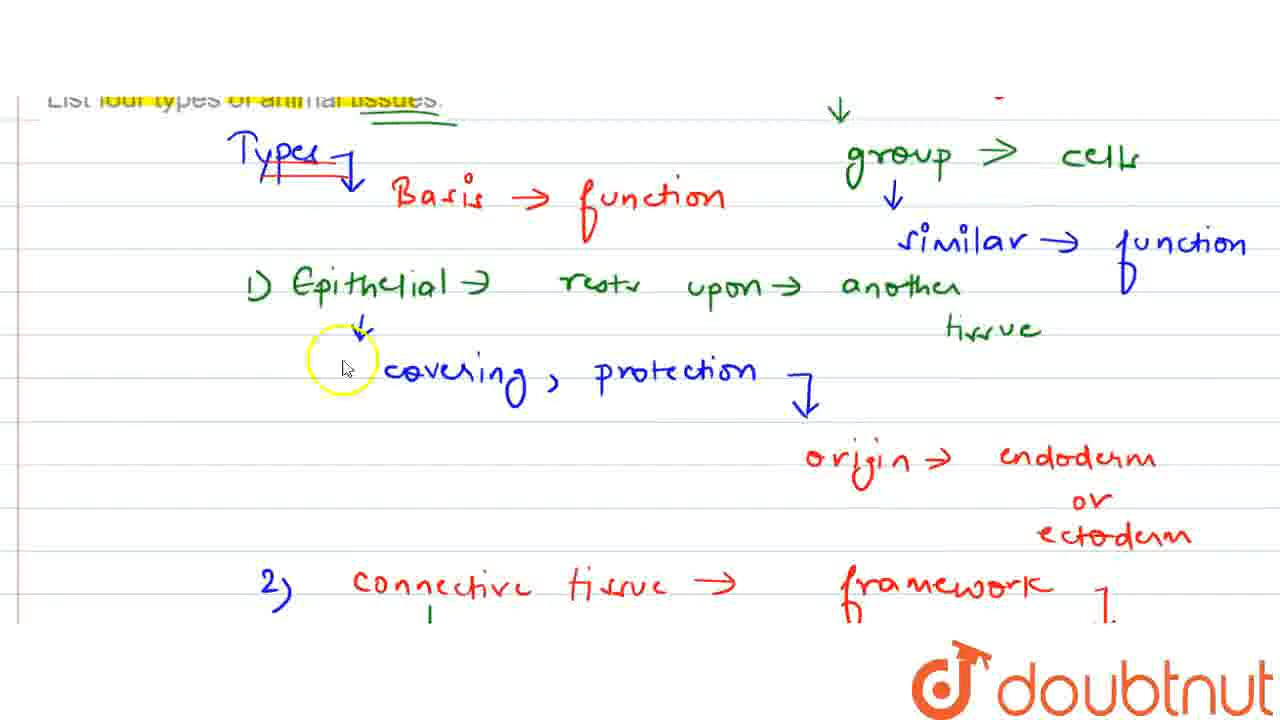 List four types of animal tissues.
Types
group → cells
Basis → function
similar → function
1) Epithelial → rests upon → another
tissue
covering, protection
origin → endoderm
or
ectoderm
2) connective tissue → framework
doubtnut